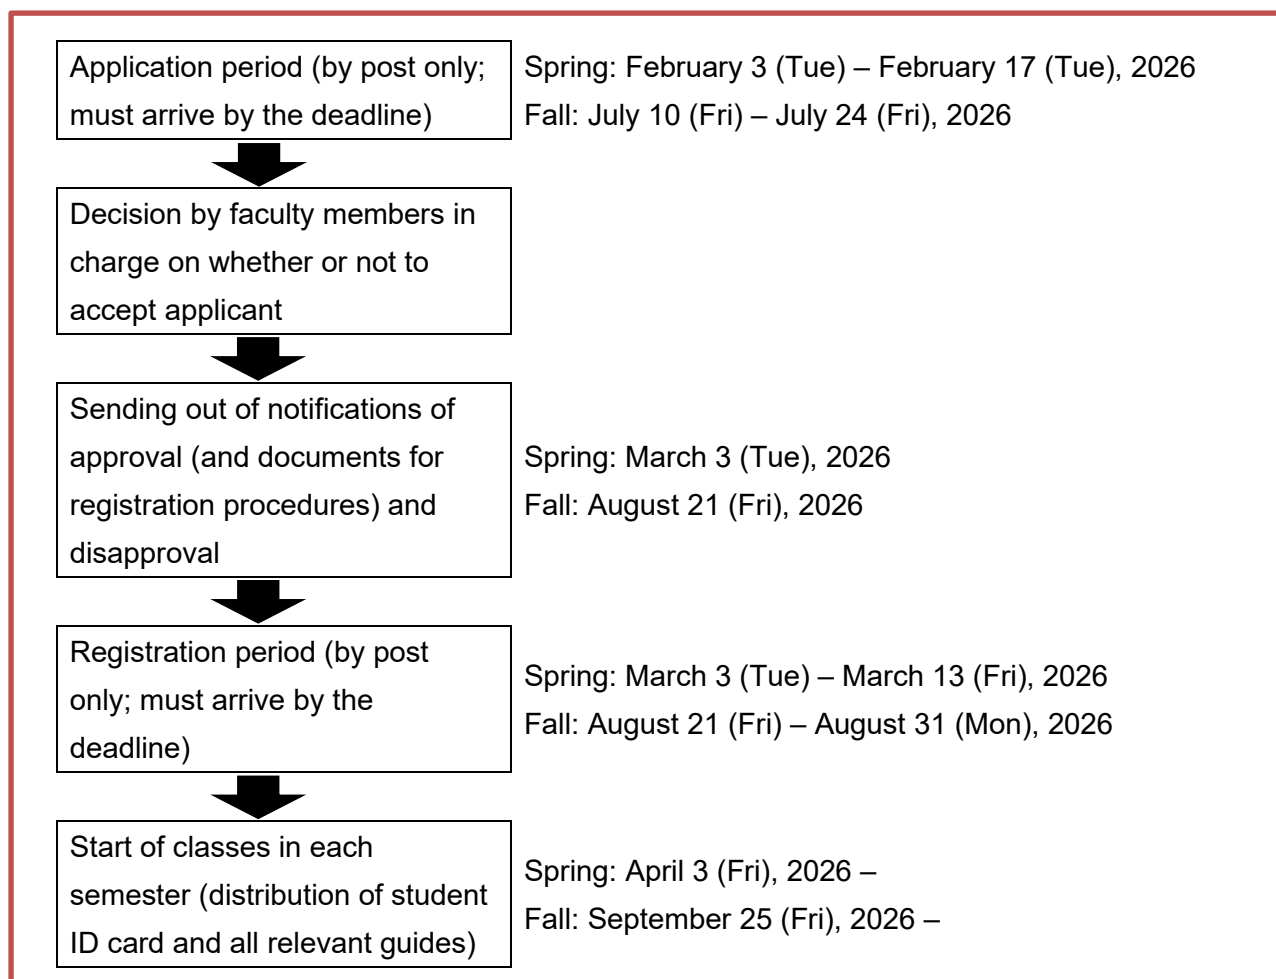 Application period (by post only;
must arrive by the deadline)
Spring: February 3 (Tue) – February 17 (Tue), 2026
Fall: July 10 (Fri) – July 24 (Fri), 2026
Decision by faculty members in
charge on whether or not to
accept applicant
Sending out of notifications of
approval (and documents for
registration procedures) and
disapproval
Spring: March 3 (Tue), 2026
Fall: August 21 (Fri), 2026
Registration period (by post
only; must arrive by the
deadline)
Spring: March 3 (Tue) – March 13 (Fri), 2026
Fall: August 21 (Fri) – August 31 (Mon), 2026
Start of classes in each
semester (distribution of student
ID card and all relevant guides)
Spring: April 3 (Fri), 2026 –
Fall: September 25 (Fri), 2026 –